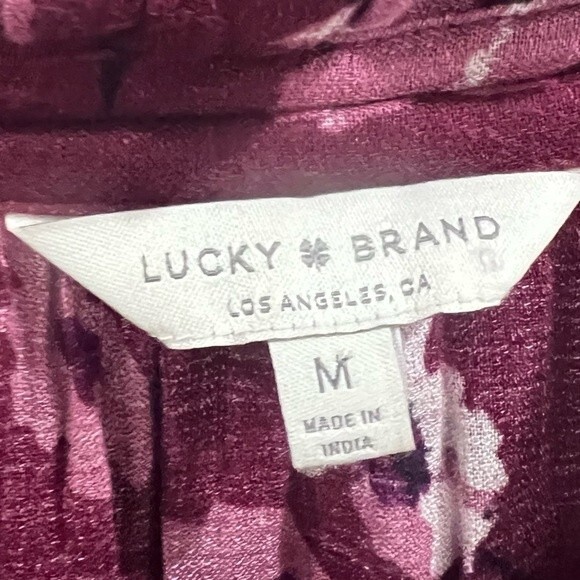 LUCKY BRAND
LOS ANGELES, CA
M
MADE IN
INDIA